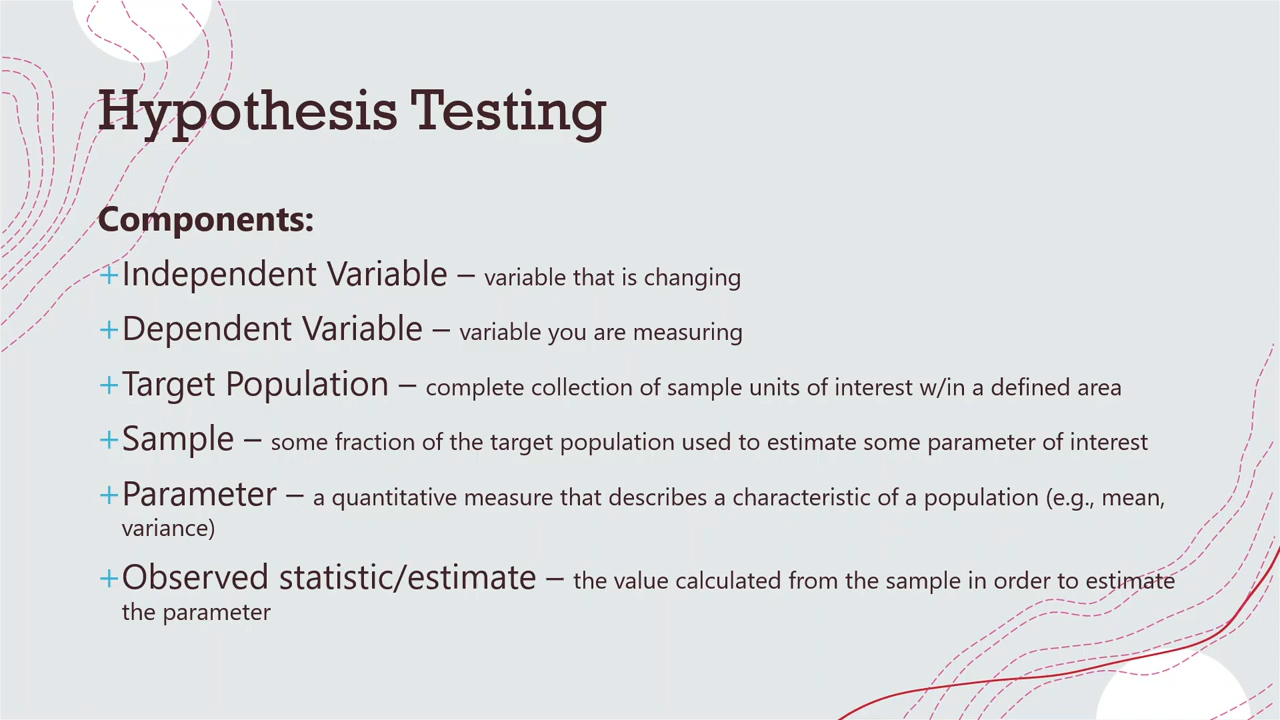 Hypothesis Testing
Components:
+Independent Variable – variable that is changing
+Dependent Variable – variable you are measuring
+Target Population – complete collection of sample units of interest w/in a defined area
+Sample – some fraction of the target population used to estimate some parameter of interest
+Parameter – a quantitative measure that describes a characteristic of a population (e.g., mean,
variance)
+Observed statistic/estimate – the value calculated from the sample in order to estimate
the parameter